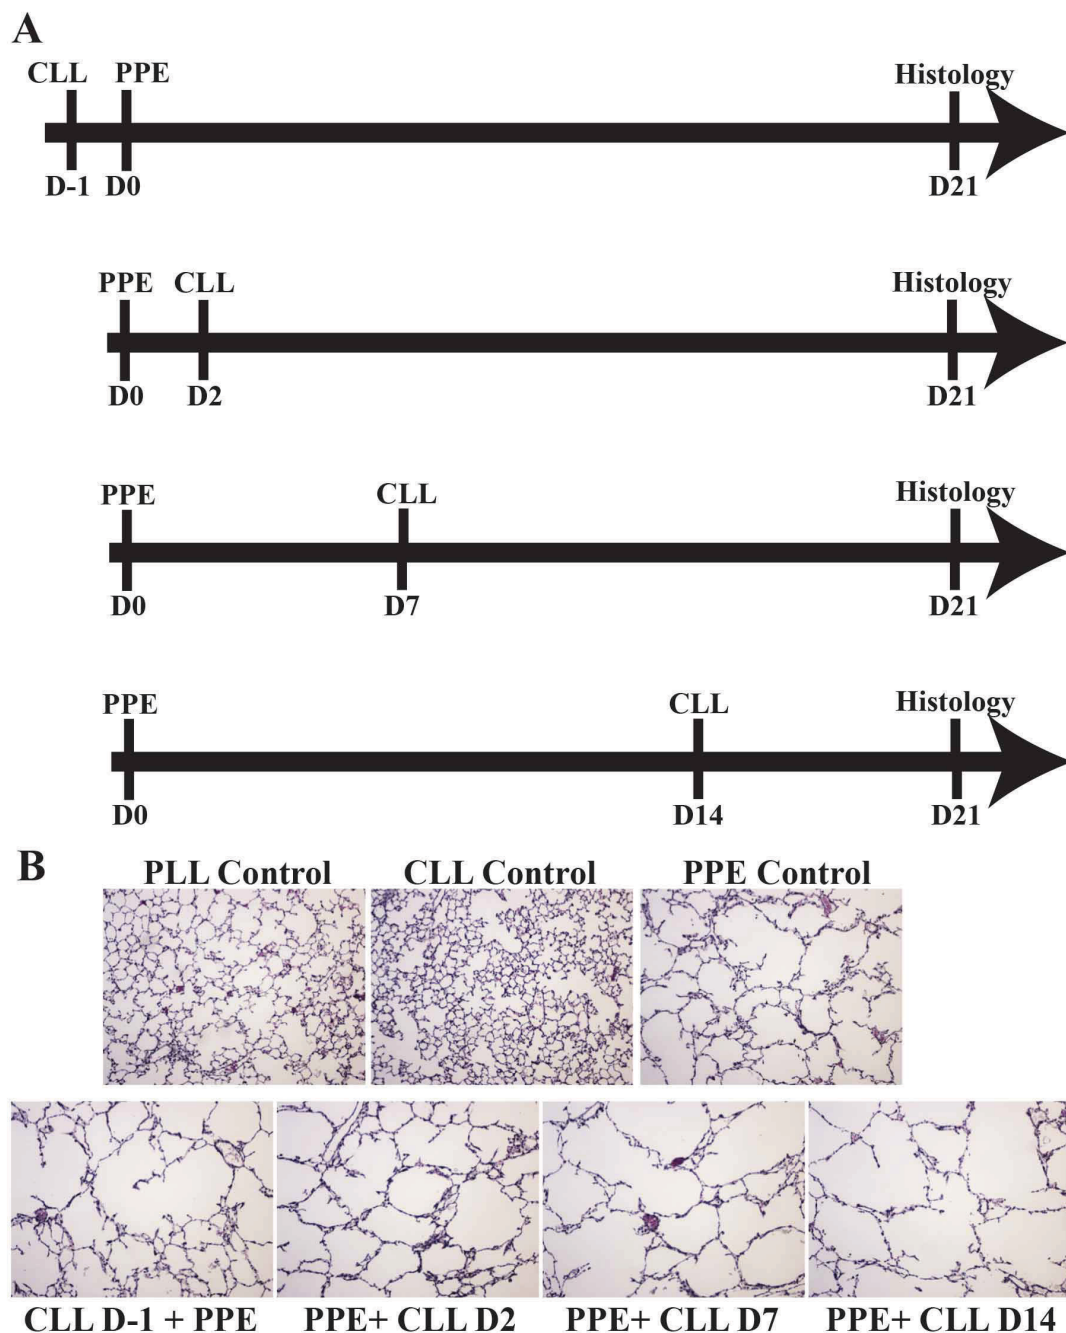 A
CLL PPE Histology
D-1 D0 D21
PPE CLL Histology
D0 D2 D21
PPE CLL Histology
D0 D7 D21
PPE CLL Histology
D0 D14 D21
B
PLL Control CLL Control PPE Control
CLL D-1 + PPE PPE+ CLL D2 PPE+ CLL D7 PPE+ CLL D14